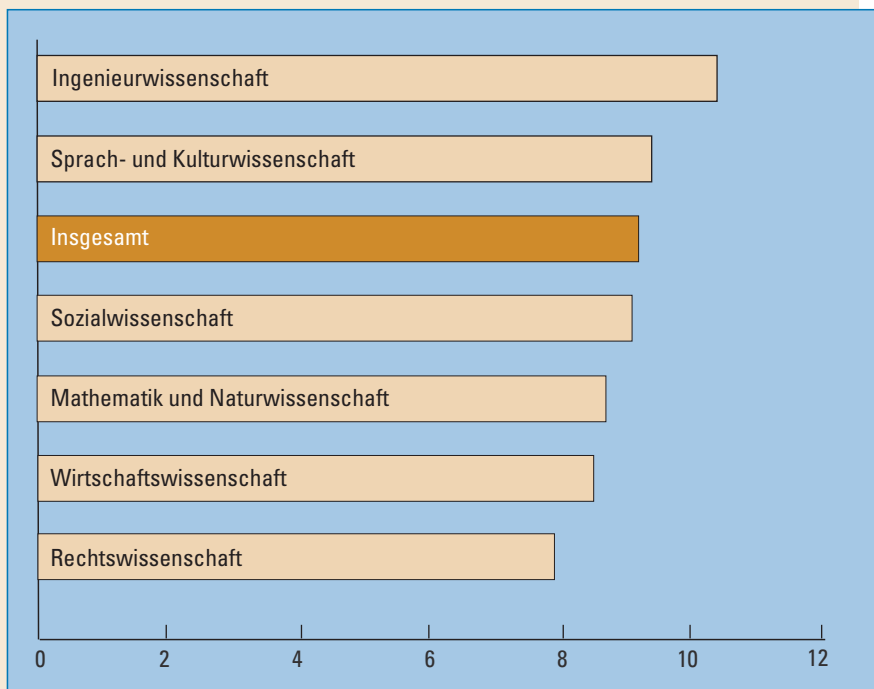 Ingenieurwissenschaft
Sprach- und Kulturwissenschaft
Insgesamt
Sozialwissenschaft
Mathematik und Naturwissenschaft
Wirtschaftswissenschaft
Rechtswissenschaft
0 2 4 6 8 10 12